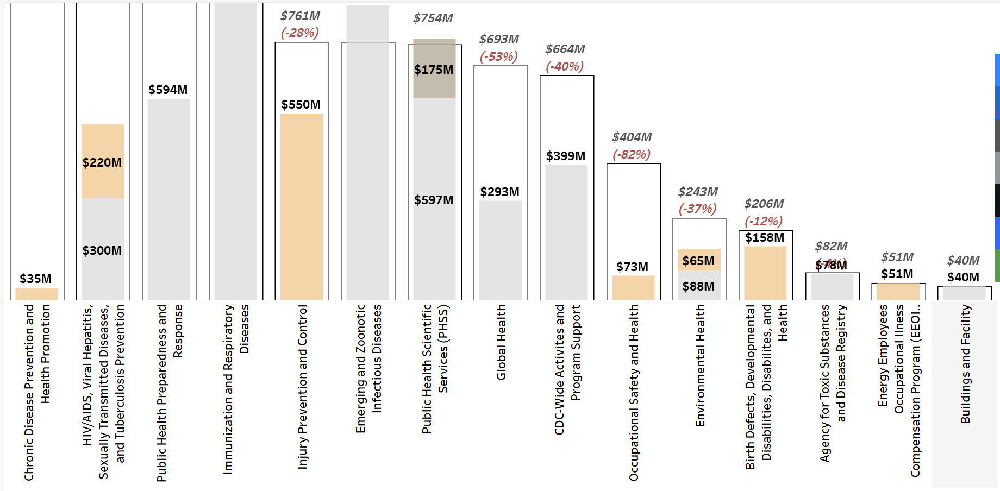 $761M
(-28%)
$754M
$693M
(-53%)
$664M
(-40%)
$175M
$594M
$550M
$404M
(-82%)
$220M
$399M
$597M
$293M
$243M
(-37%)
$206M
(-12%)
$158M
$300M
$35M
$73M
$65M
$88M
$82M
(-4%)
$78M
$51M
$51M
$40M
$40M
Chronic Disease Prevention and
Health Promotion
HIV/AIDS, Viral Hepatitis,
Sexually Transmitted Diseases,
and Tuberculosis Prevention
Public Health Preparedness and
Response
Immunization and Respiratory
Diseases
Injury Prevention and Control
Emerging and Zoonotic
Infectious Diseases
Public Health Scientific
Services (PHSS)
Global Health
CDC-Wide Activites and
Program Support
Occupational Safety and Health
Environmental Health
Birth Defects, Developmental
Disabilities, Disabilites, and
Health
Agency for Toxic Substances
and Disease Registry
Energy Employees
Occupational Ilness
Compensation Program (EEOI..
Buildings and Facility